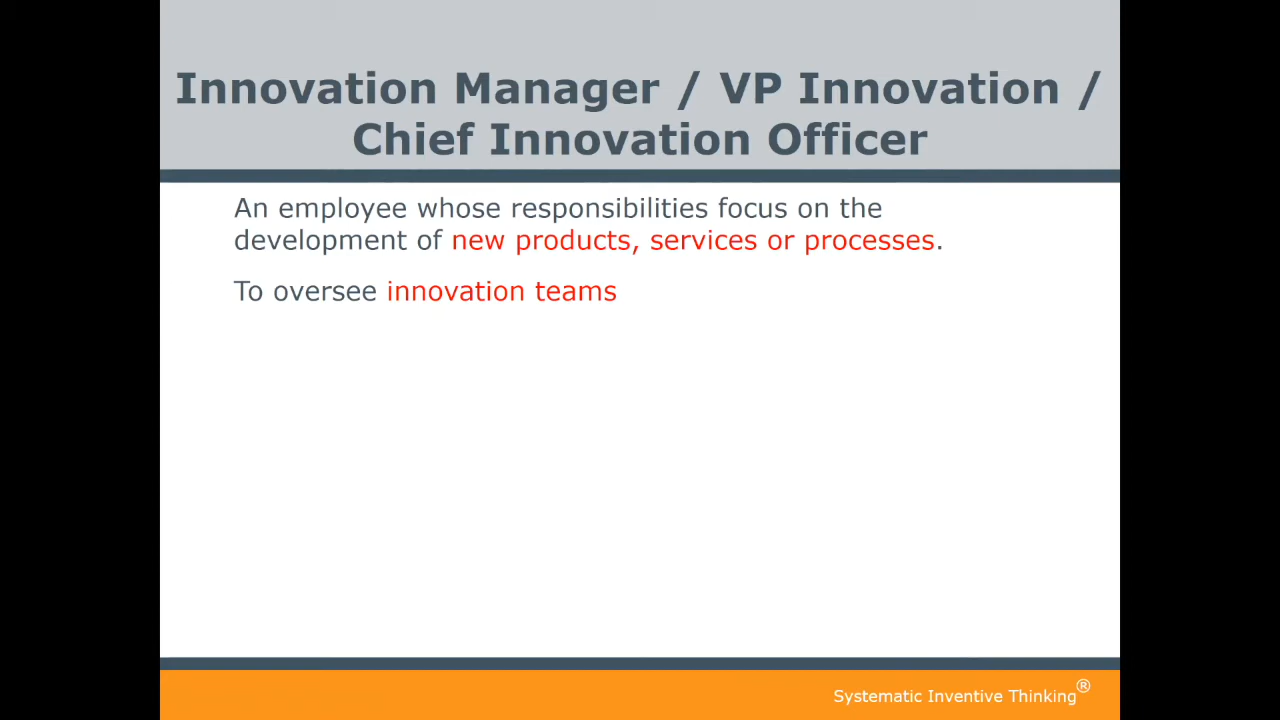 Innovation Manager / VP Innovation /
Chief Innovation Officer
An employee whose responsibilities focus on the
development of new products, services or processes.
To oversee innovation teams
Systematic Inventive Thinking®